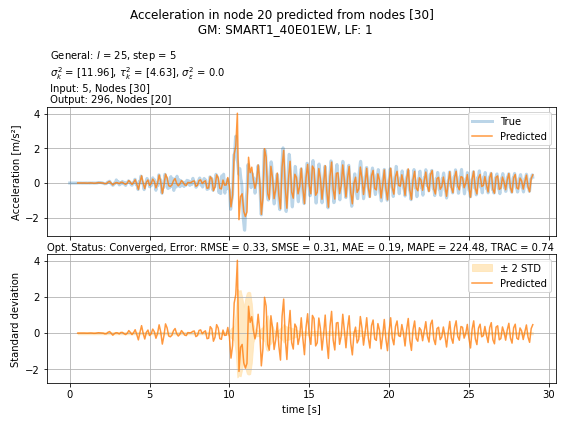 Acceleration in node 20 predicted from nodes [30]
GM: SMART1_40E01EW, LF: 1
General: l = 25, step = 5
σ²ₖ = [11.96], τ²ₖ = [4.63], σ²ε = 0.0
Input: 5, Nodes [30]
Output: 296, Nodes [20]
4
2
0
−2
Acceleration [m/s²]
True
Predicted
Opt. Status: Converged, Error: RMSE = 0.33, SMSE = 0.31, MAE = 0.19, MAPE = 224.48, TRAC = 0.74
4
2
0
−2
Standard deviation
± 2 STD
Predicted
0 5 10 15 20 25 30
time [s]